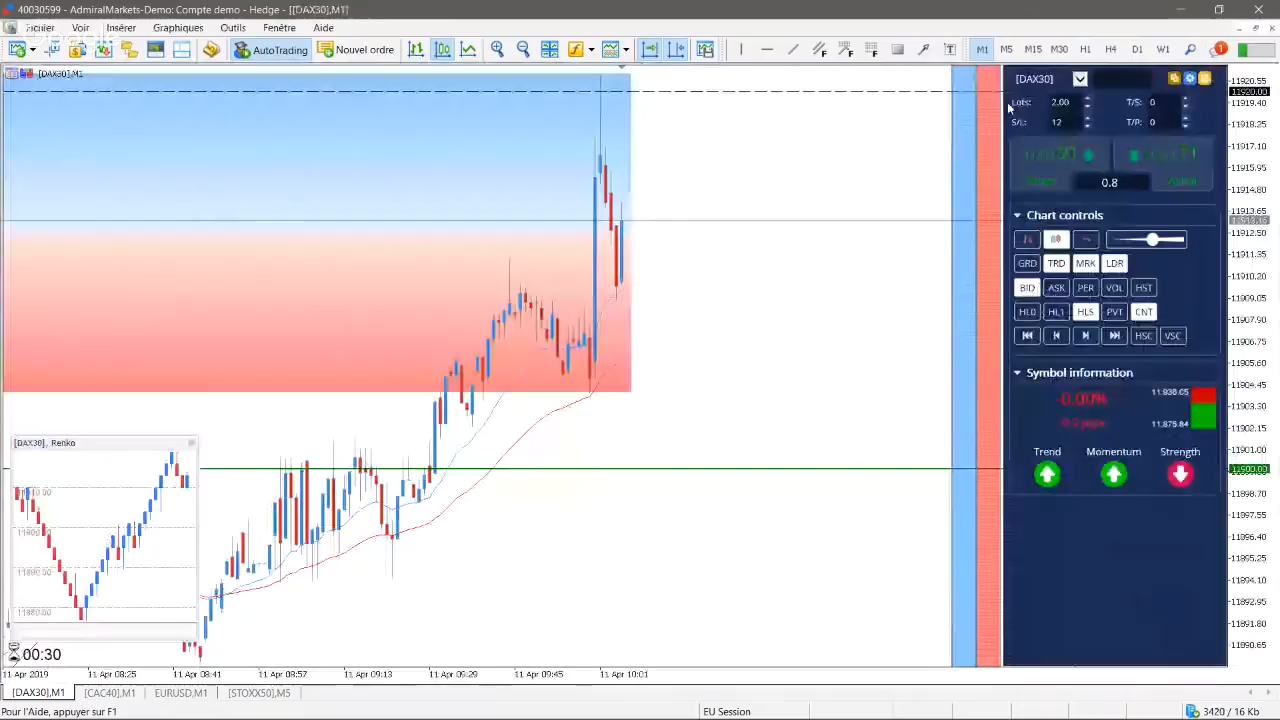 40030599 - AdmiralMarkets-Demo: Compte demo - Hedge - [[DAX30],M1]
Voir Insérer Graphiques Outils Fenêtre Aide
AutoTrading Nouvel ordre M1 M5 M15 M30 H1 H4 D1 W1
[DAX30]M1
[DAX30]
Lots: 2.00 T/S: 0
S/L: 12 T/P: 0
0.8
Chart controls
GRD TRD MRK LDR
BID ASK PER VOL HST
HL0 HL1 HLS PVT CNT
HSC VSC
Symbol information
-0.00%
11 936.05
11,875.84
Trend Momentum Strength
11920.55
11920.00
11919.40
11918.25
11917.10
11915.95
11914.80
11913.65
11912.50
11911.35
11910.20
11909.05
11907.90
11906.75
11905.60
11904.45
11903.30
11902.15
11901.00
11900.00
11898.70
11897.55
11896.40
11895.25
11894.10
11892.95
11891.80
11890.65
[DAX30], Renko
00:30
11 Apr 2019 11 Apr 08:25 11 Apr 08:41 11 Apr 08:57 11 Apr 09:13 11 Apr 09:29 11 Apr 09:45 11 Apr 10:01
[DAX30],M1 [CAC40],M1 EURUSD,M1 [STOXX50],M5
Pour l'Aide, appuyer sur F1 EU Session 3420 / 16 Kb